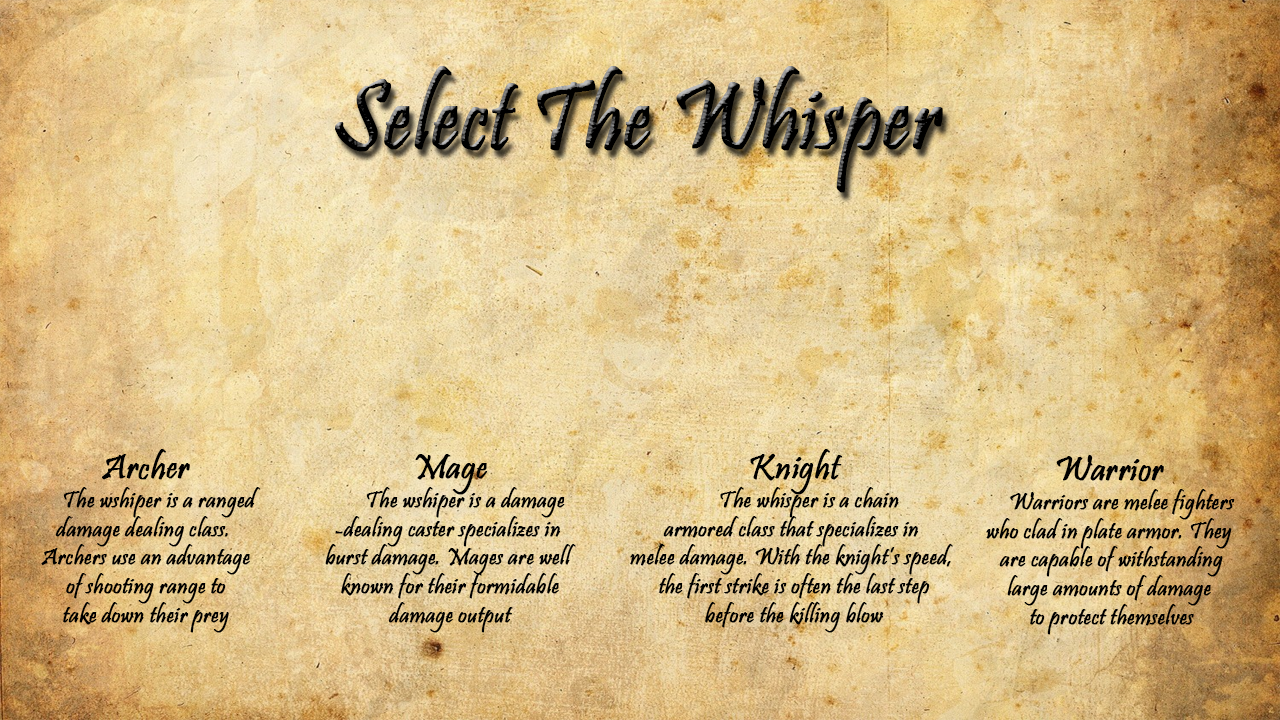 Select The Whisper
Archer
The wshiper is a ranged
damage dealing class.
Archers use an advantage
of shooting range to
take down their prey
Mage
The wshiper is a damage
-dealing caster specializes in
burst damage. Mages are well
known for their formidable
damage output
Knight
The whisper is a chain
armored class that specializes in
melee damage. With the knight's speed,
the first strike is often the last step
before the killing blow
Warrior
Warriors are melee fighters
who clad in plate armor. They
are capable of withstanding
large amounts of damage
to protect themselves